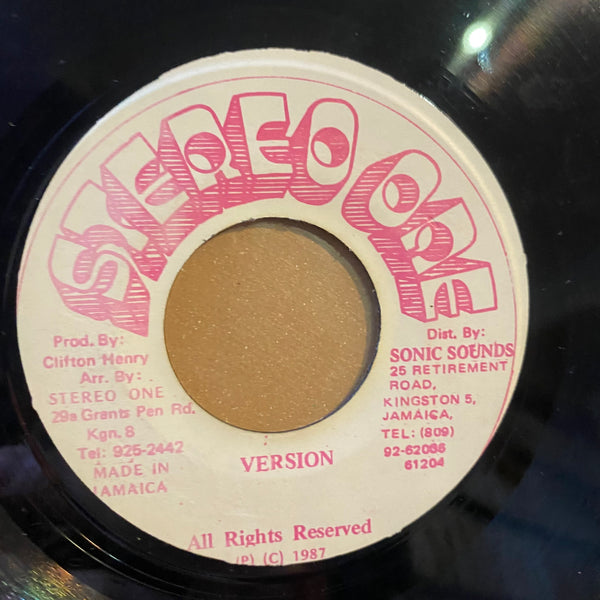 STEREO ONE
Prod. By:
Clifton Henry
Arr. By:
STEREO ONE
29a Grants Pen Rd.
Kgn. 8
Tel: 925-2442
MADE IN
JAMAICA
Dist. By:
SONIC SOUNDS
25 RETIREMENT
ROAD,
KINGSTON 5,
JAMAICA,
TEL: (809)
92-62036
61204
VERSION
All Rights Reserved
(P) (C) 1987